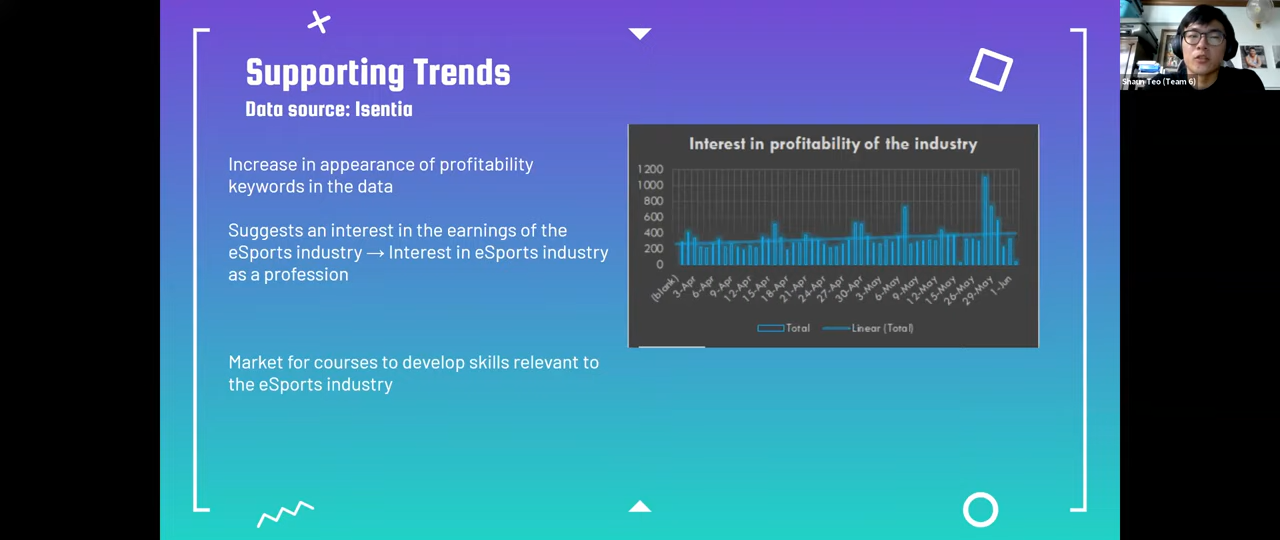 Supporting Trends
Data source: Isentia
Increase in appearance of profitability
keywords in the data
Suggests an interest in the earnings of the
eSports industry → Interest in eSports industry
as a profession
Market for courses to develop skills relevant to
the eSports industry
Interest in profitability of the industry
1200
1000
800
600
400
200
0
(blank)
3-Apr
6-Apr
9-Apr
12-Apr
15-Apr
18-Apr
21-Apr
24-Apr
27-Apr
30-Apr
3-May
6-May
9-May
12-May
15-May
26-May
29-May
1-Jun
Total
Linear (Total)
Shaun Teo (Team 6)